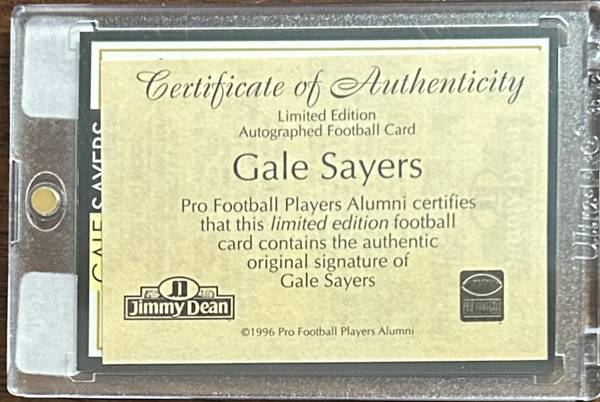 Certificate of Authenticity
Limited Edition
Autographed Football Card
Gale Sayers
Pro Football Players Alumni certifies
that this limited edition football
card contains the authentic
original signature of
Gale Sayers
JD
Jimmy Dean
©1996 Pro Football Players Alumni
GALE SAYERS